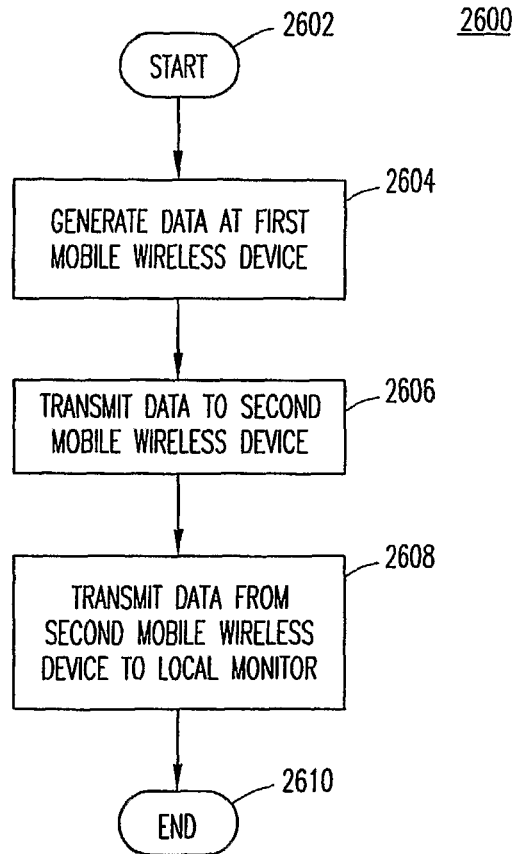 2602
2600
START
2604
GENERATE DATA AT FIRST
MOBILE WIRELESS DEVICE
2606
TRANSMIT DATA TO SECOND
MOBILE WIRELESS DEVICE
2608
TRANSMIT DATA FROM
SECOND MOBILE WIRELESS
DEVICE TO LOCAL MONITOR
2610
END